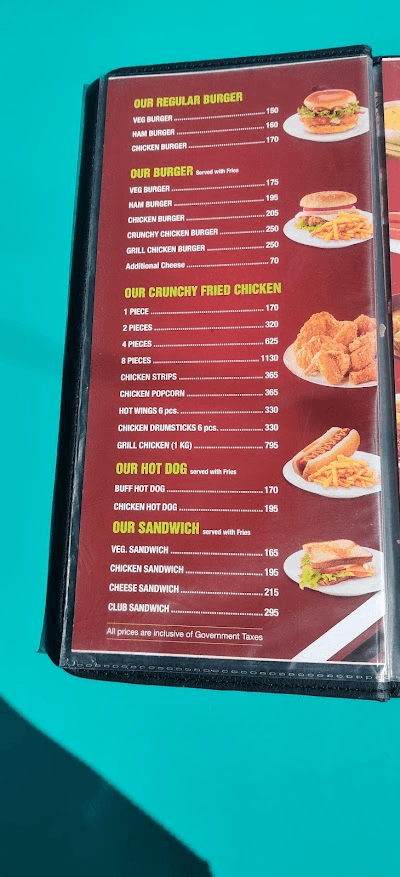 OUR REGULAR BURGER
VEG BURGER 150
HAM BURGER 160
CHICKEN BURGER 170
OUR BURGER Served with Fries
VEG BURGER 175
HAM BURGER 195
CHICKEN BURGER 205
CRUNCHY CHICKEN BURGER 250
GRILL CHICKEN BURGER 250
Additional Cheese 70
OUR CRUNCHY FRIED CHICKEN
1 PIECE 170
2 PIECES 320
4 PIECES 625
8 PIECES 1130
CHICKEN STRIPS 365
CHICKEN POPCORN 365
HOT WINGS 6 pcs. 330
CHICKEN DRUMSTICKS 6 pcs. 330
GRILL CHICKEN (1 KG) 795
OUR HOT DOG served with Fries
BUFF HOT DOG 170
CHICKEN HOT DOG 195
OUR SANDWICH served with Fries
VEG. SANDWICH 165
CHICKEN SANDWICH 195
CHEESE SANDWICH 215
CLUB SANDWICH 295
All prices are inclusive of Government Taxes